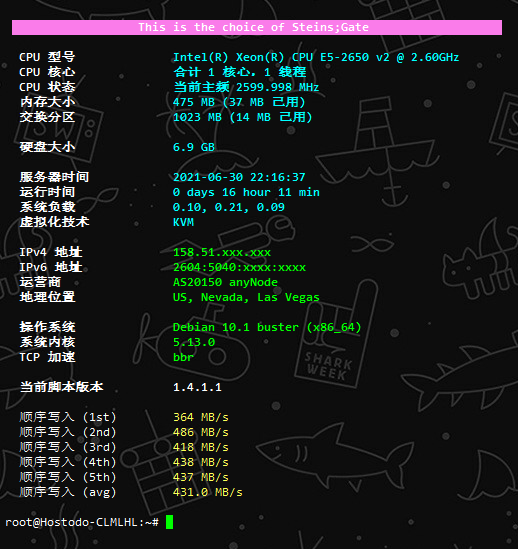 This is the choice of Steins;Gate
CPU 型号 Intel(R) Xeon(R) CPU E5-2650 v2 @ 2.60GHz
CPU 核心 合计 1 核心，1 线程
CPU 状态 当前主频 2599.998 MHz
内存大小 475 MB (37 MB 已用)
交换分区 1023 MB (14 MB 已用)
硬盘大小 6.9 GB
服务器时间 2021-06-30 22:16:37
运行时间 0 days 16 hour 11 min
系统负载 0.10, 0.21, 0.09
虚拟化技术 KVM
IPv4 地址 158.51.xxx.xxx
IPv6 地址 2604:5040:xxxx:xxxx
运营商 AS20150 anyNode
地理位置 US, Nevada, Las Vegas
操作系统 Debian 10.1 buster (x86_64)
系统内核 5.13.0
TCP 加速 bbr
SHARK
WEEK
当前脚本版本 1.4.1.1
顺序写入 (1st) 364 MB/s
顺序写入 (2nd) 486 MB/s
顺序写入 (3rd) 418 MB/s
顺序写入 (4th) 438 MB/s
顺序写入 (5th) 437 MB/s
顺序写入 (avg) 431.0 MB/s
root@Hostodo-CLMLHL:~#